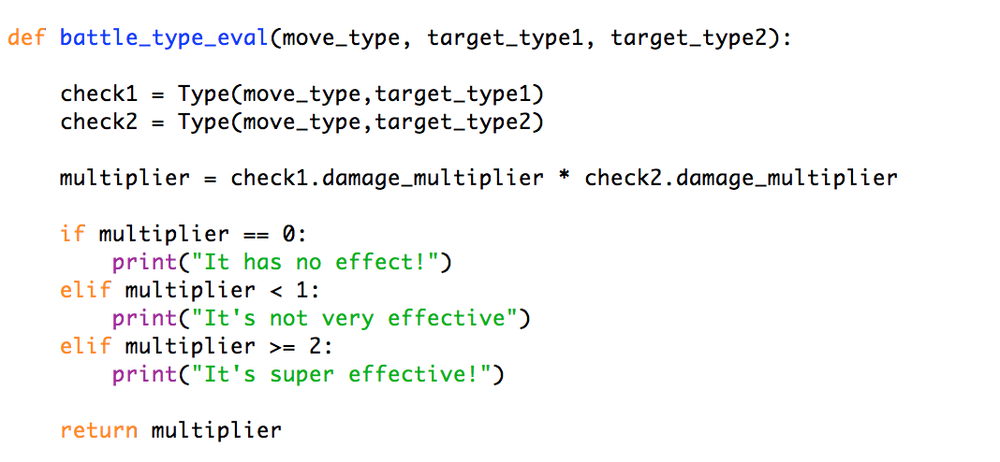 def battle_type_eval(move_type, target_type1, target_type2):
check1 = Type(move_type,target_type1)
check2 = Type(move_type,target_type2)
multiplier = check1.damage_multiplier * check2.damage_multiplier
if multiplier == 0:
print("It has no effect!")
elif multiplier < 1:
print("It's not very effective")
elif multiplier >= 2:
print("It's super effective!")
return multiplier